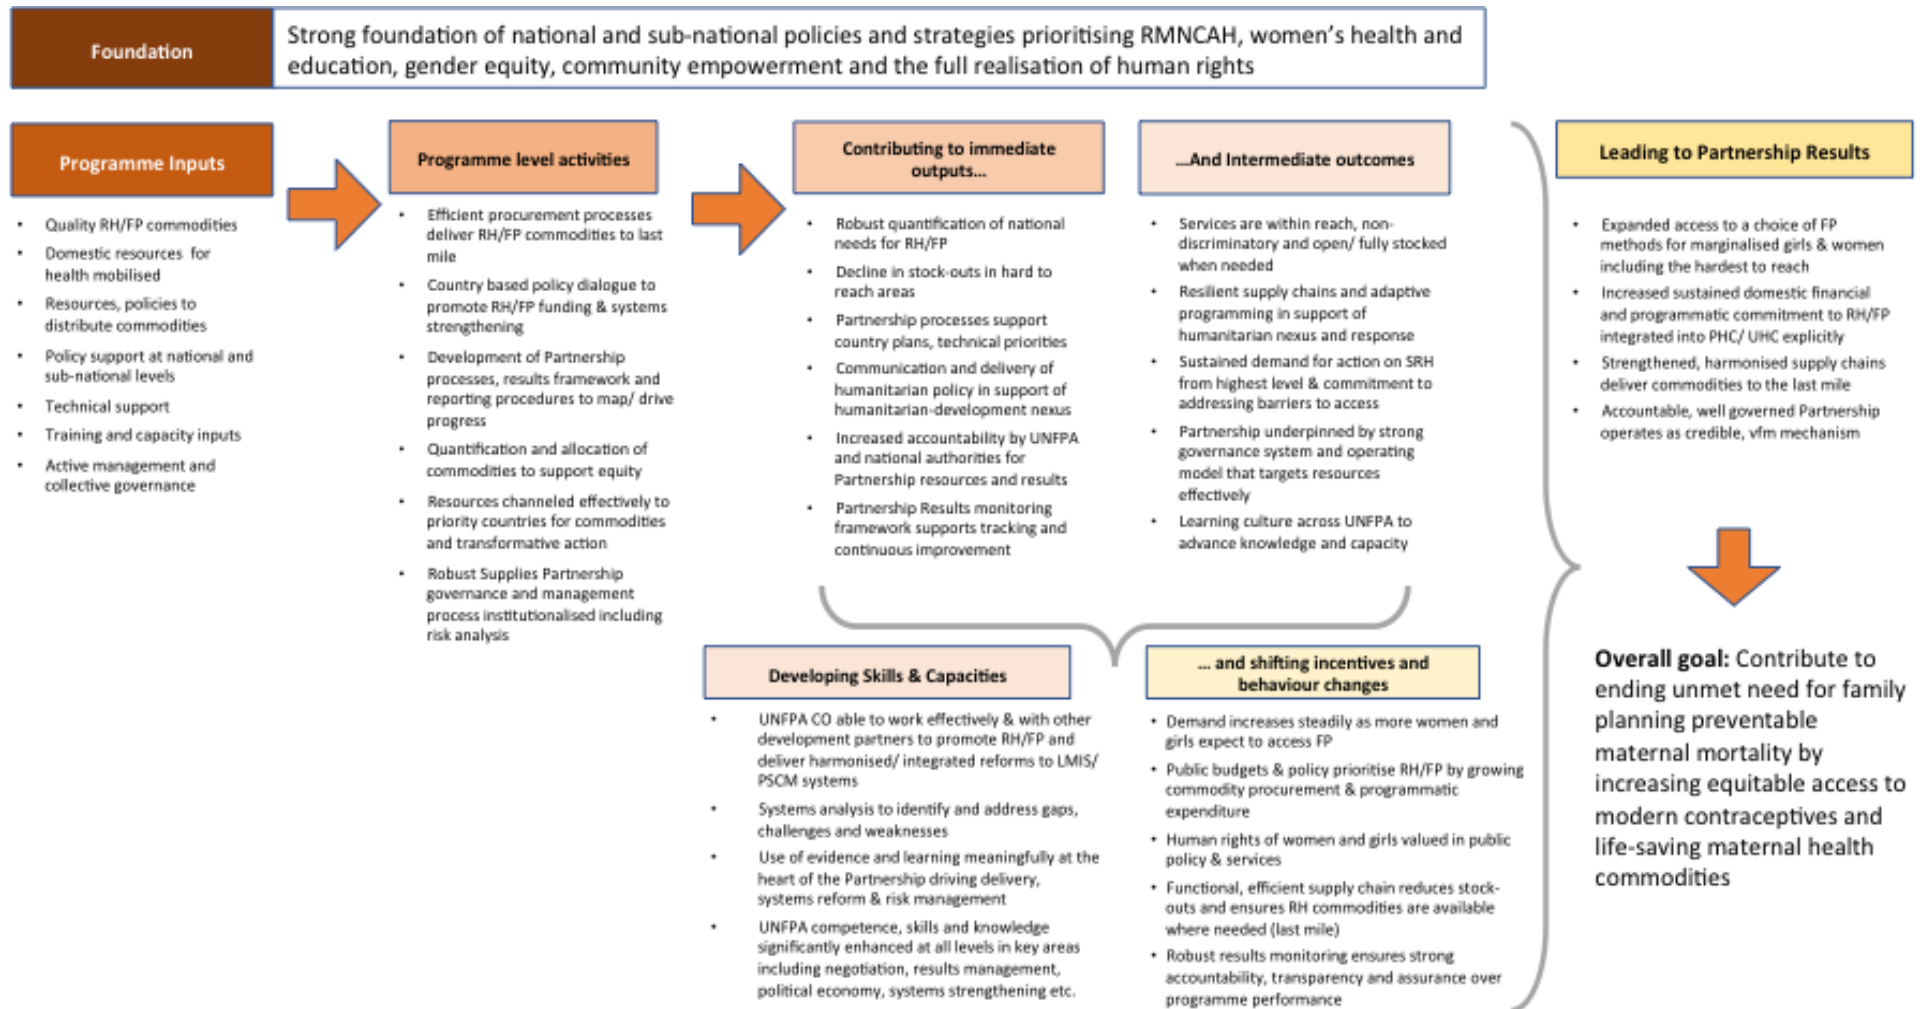 Foundation
Strong foundation of national and sub-national policies and strategies prioritising RMNCAH, women's health and
education, gender equity, community empowerment and the full realisation of human rights
Programme Inputs
• Quality RH/FP commodities
• Domestic resources for
health mobilised
• Resources, policies to
distribute commodities
• Policy support at national and
sub-national levels
• Technical support
• Training and capacity inputs
• Active management and
collective governance
Programme level activities
• Efficient procurement processes
deliver RH/FP commodities to last
mile
• Country based policy dialogue to
promote RH/FP funding & systems
strengthening
• Development of Partnership
processes, results framework and
reporting procedures to map/ drive
progress
• Quantification and allocation of
commodities to support equity
• Resources channeled effectively to
priority countries for commodities
and transformative action
• Robust Supplies Partnership
governance and management
process institutionalised including
risk analysis
Contributing to immediate
outputs...
• Robust quantification of national
needs for RH/FP
• Decline in stock-outs in hard to
reach areas
• Partnership processes support
country plans, technical priorities
• Communication and delivery of
humanitarian policy in support of
humanitarian-development nexus
• Increased accountability by UNFPA
and national authorities for
Partnership resources and results
• Partnership Results monitoring
framework supports tracking and
continuous improvement
...And Intermediate outcomes
• Services are within reach, non-
discriminatory and open/ fully stocked
when needed
• Resilient supply chains and adaptive
programming in support of
humanitarian nexus and response
• Sustained demand for action on SRH
from highest level & commitment to
addressing barriers to access
• Partnership underpinned by strong
governance system and operating
model that targets resources
effectively
• Learning culture across UNFPA to
advance knowledge and capacity
Developing Skills & Capacities
• UNFPA CO able to work effectively & with other
development partners to promote RH/FP and
deliver harmonised/ integrated reforms to LMIS/
PSCM systems
• Systems analysis to identify and address gaps,
challenges and weaknesses
• Use of evidence and learning meaningfully at the
heart of the Partnership driving delivery,
systems reform & risk management
• UNFPA competence, skills and knowledge
significantly enhanced at all levels in key areas
including negotiation, results management,
political economy, systems strengthening etc.
... and shifting incentives and
behaviour changes
• Demand increases steadily as more women and
girls expect to access FP
• Public budgets & policy prioritise RH/FP by growing
commodity procurement & programmatic
expenditure
• Human rights of women and girls valued in public
policy & services
• Functional, efficient supply chain reduces stock-
outs and ensures RH commodities are available
where needed (last mile)
• Robust results monitoring ensures strong
accountability, transparency and assurance over
programme performance
Leading to Partnership Results
• Expanded access to a choice of FP
methods for marginalised girls & women
including the hardest to reach
• Increased sustained domestic financial
and programmatic commitment to RH/FP
integrated into PHC/ UHC explicitly
• Strengthened, harmonised supply chains
deliver commodities to the last mile
• Accountable, well governed Partnership
operates as credible, vfm mechanism
Overall goal: Contribute to
ending unmet need for family
planning preventable
maternal mortality by
increasing equitable access to
modern contraceptives and
life-saving maternal health
commodities